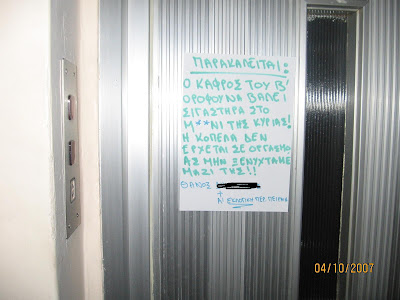 ΠΑΡΑΚΑΛΕΙΤΑΙ:
Ο ΚΑΦΡΟΣ ΤΟΥ Β'
ΟΡΟΦΟΥ ΝΑ ΒΑΛΕΙ
ΣΙΓΑΣΤΗΡΑ ΣΤΟ
Μ**ΝΙ ΤΗΣ ΚΥΡΙΑΣ!
Η ΚΟΠΕΛΑ ΔΕΝ
ΕΡΧΕΤΑΙ ΣΕ ΟΡΓΑΣΜΟ,
ΑΣ ΜΗΝ ΞΕΝΥΧΤΑΜΕ
ΜΑΖΙ ΤΗΣ!!
ΘΑΝΟΣ
+
04/10/2007